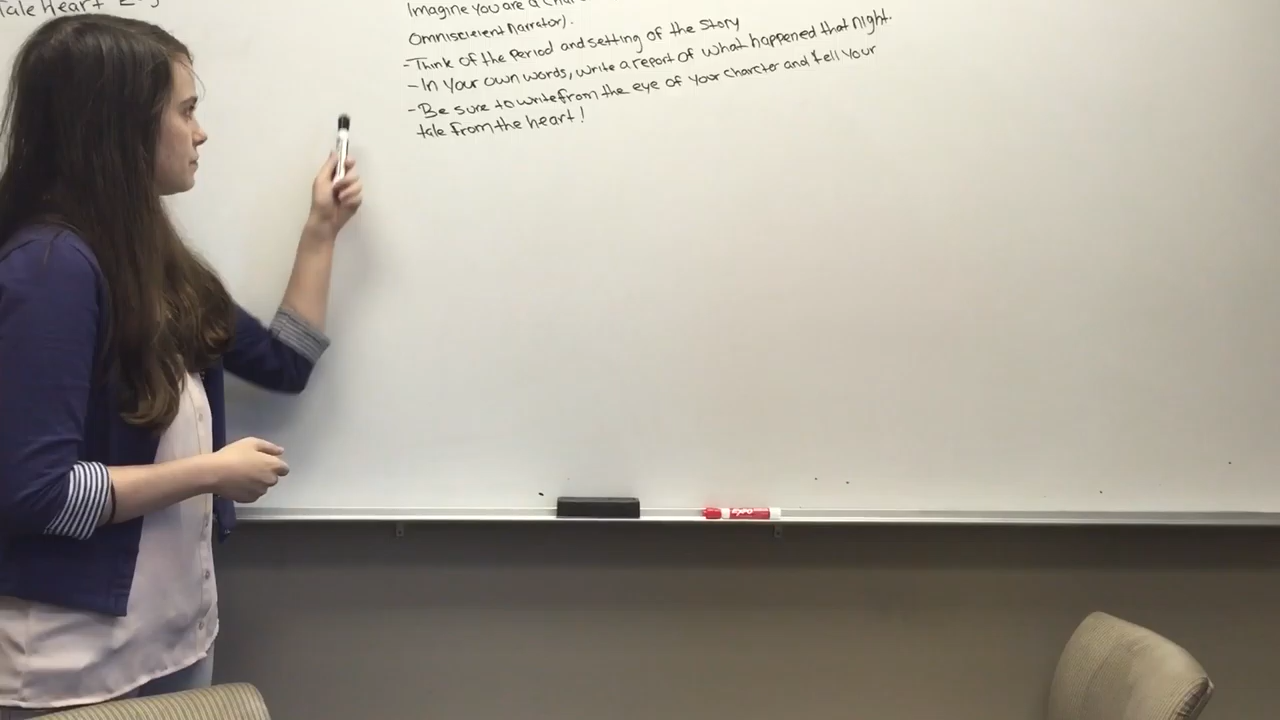 Tale Heart
Imagine you are a
Omniscient Narrator).
-Think of the Period and setting of the Story
-In Your own words, write a report of what happened that night.
-Be sure to write from the eye of Your charcter and tell Your
tale from the heart!
EXPO